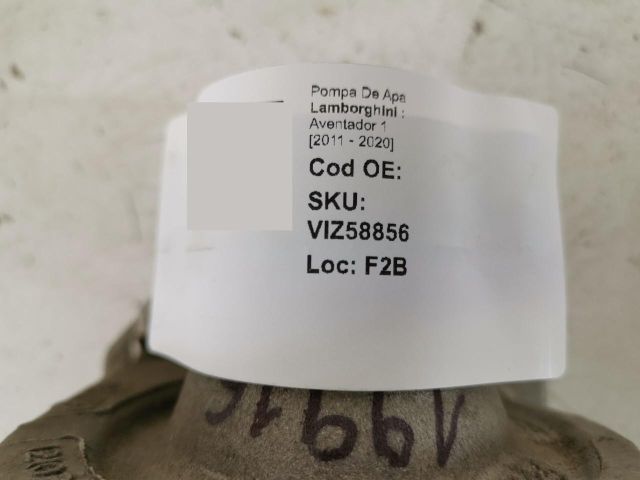 Pompa De Apa
Lamborghini :
Aventador 1
[2011 - 2020]
Cod OE:
SKU:
VIZ58856
Loc: F2B